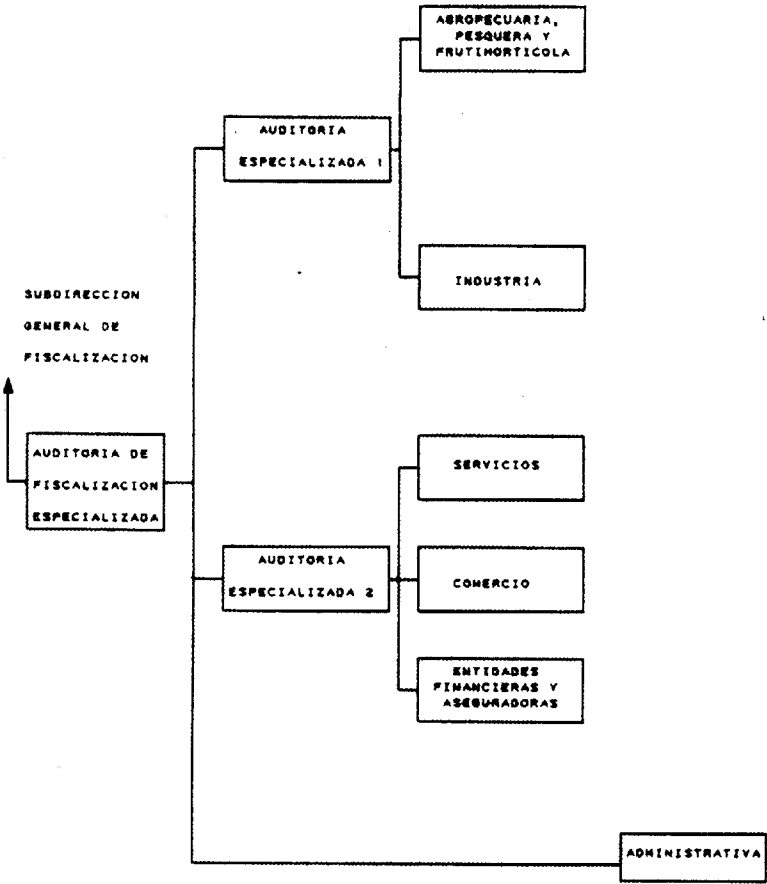 AGROPECUARIA,
PESQUERA Y
FRUTIHORTICOLA
AUDITORIA
ESPECIALIZADA 1
INDUSTRIA
SUBDIRECCION
GENERAL DE
FISCALIZACION
AUDITORIA DE
FISCALIZACION
ESPECIALIZADA
SERVICIOS
AUDITORIA
ESPECIALIZADA 2
COMERCIO
ENTIDADES
FINANCIERAS Y
ASEGURADORAS
ADMINISTRATIVA